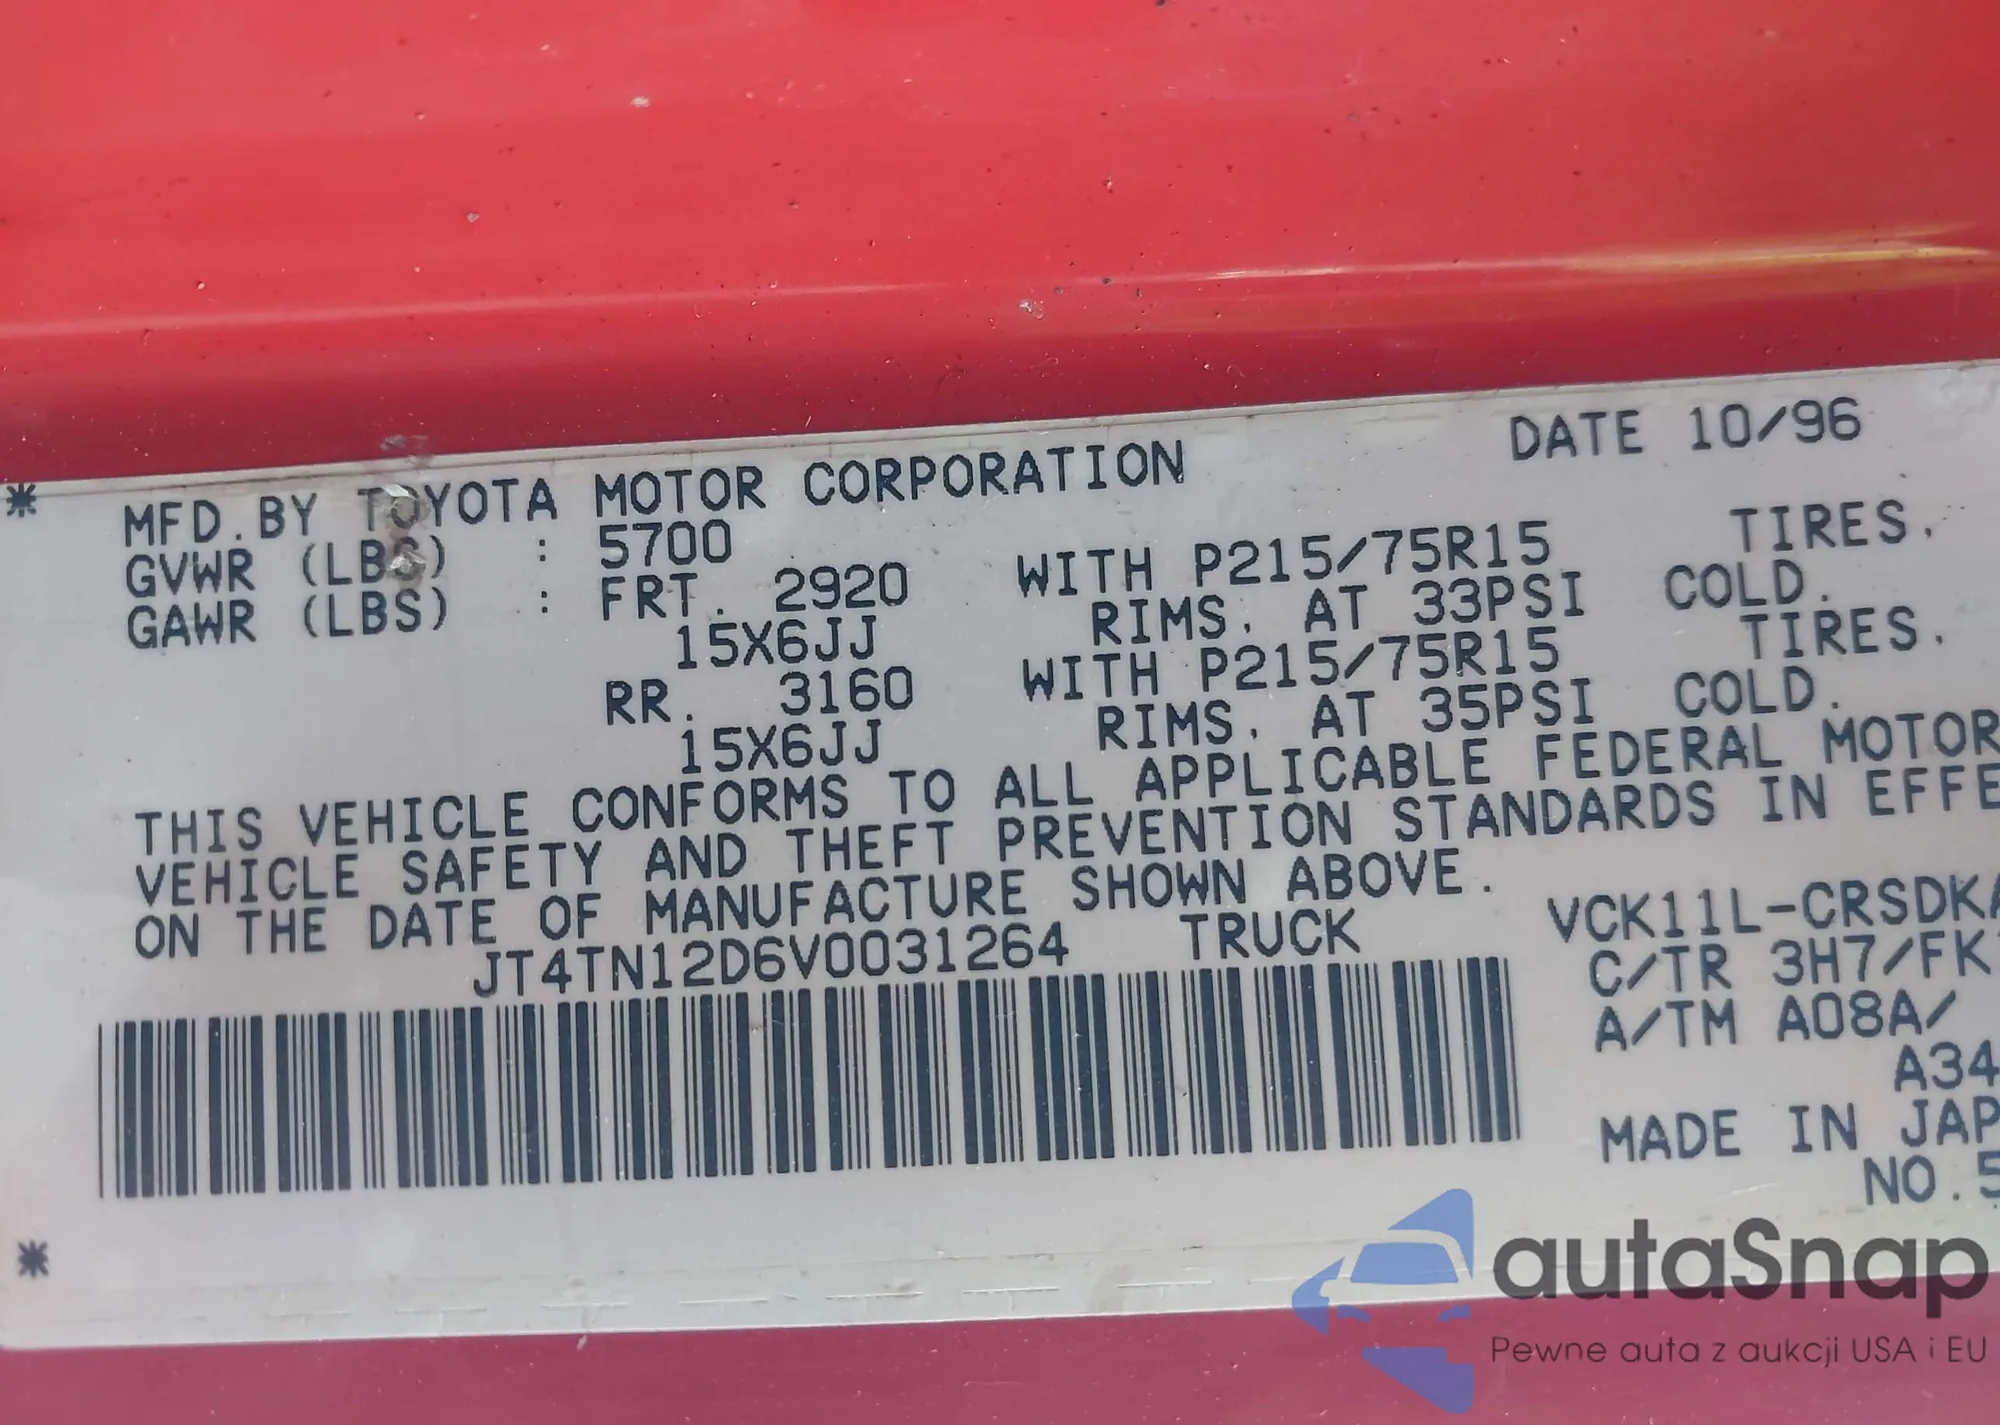 DATE 10/96
* MFD.BY TOYOTA MOTOR CORPORATION
GVWR (LBS) : 5700
GAWR (LBS) : FRT. 2920 WITH P215/75R15 TIRES.
15X6JJ RIMS. AT 33PSI COLD.
RR. 3160 WITH P215/75R15 TIRES.
15X6JJ RIMS. AT 35PSI COLD.
THIS VEHICLE CONFORMS TO ALL APPLICABLE FEDERAL MOTOR
VEHICLE SAFETY AND THEFT PREVENTION STANDARDS IN EFFE
ON THE DATE OF MANUFACTURE SHOWN ABOVE.
JT4TN12D6V0031264 TRUCK
VCK11L-CRSDKA
C/TR 3H7/FK
A/TM A08A/
A34
MADE IN JAP
NO.5
*
autaSnap
Pewne auta z aukcji USA i EU